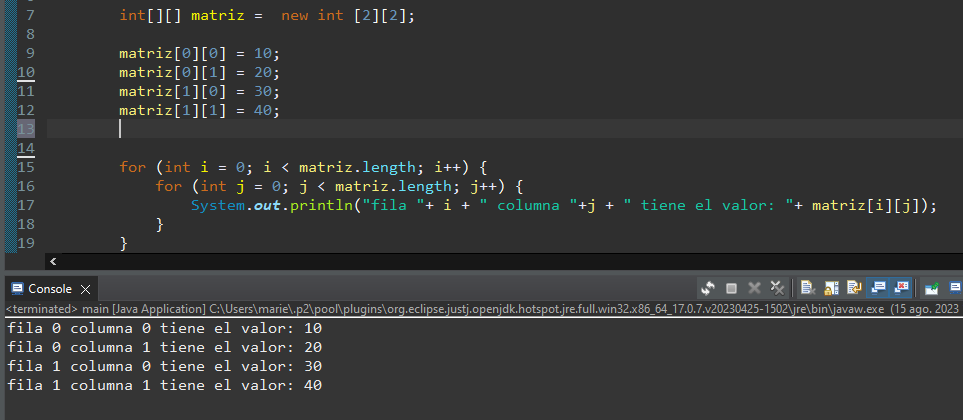 7 int[][] matriz =  new int [2][2];
8
9 matriz[0][0] = 10;
10 matriz[0][1] = 20;
11 matriz[1][0] = 30;
12 matriz[1][1] = 40;
13
14
15 for (int i = 0; i < matriz.length; i++) {
16 for (int j = 0; j < matriz.length; j++) {
17 System.out.println("fila "+ i + " columna "+j + " tiene el valor: "+ matriz[i][j]);
18 }
19 }
Console
<terminated> main [Java Application] C:\Users\marie\.p2\pool\plugins\org.eclipse.justj.openjdk.hotspot.jre.full.win32.x86_64_17.0.7.v20230425-1502\jre\bin\javaw.exe (15 ago. 2023
fila 0 columna 0 tiene el valor: 10
fila 0 columna 1 tiene el valor: 20
fila 1 columna 0 tiene el valor: 30
fila 1 columna 1 tiene el valor: 40